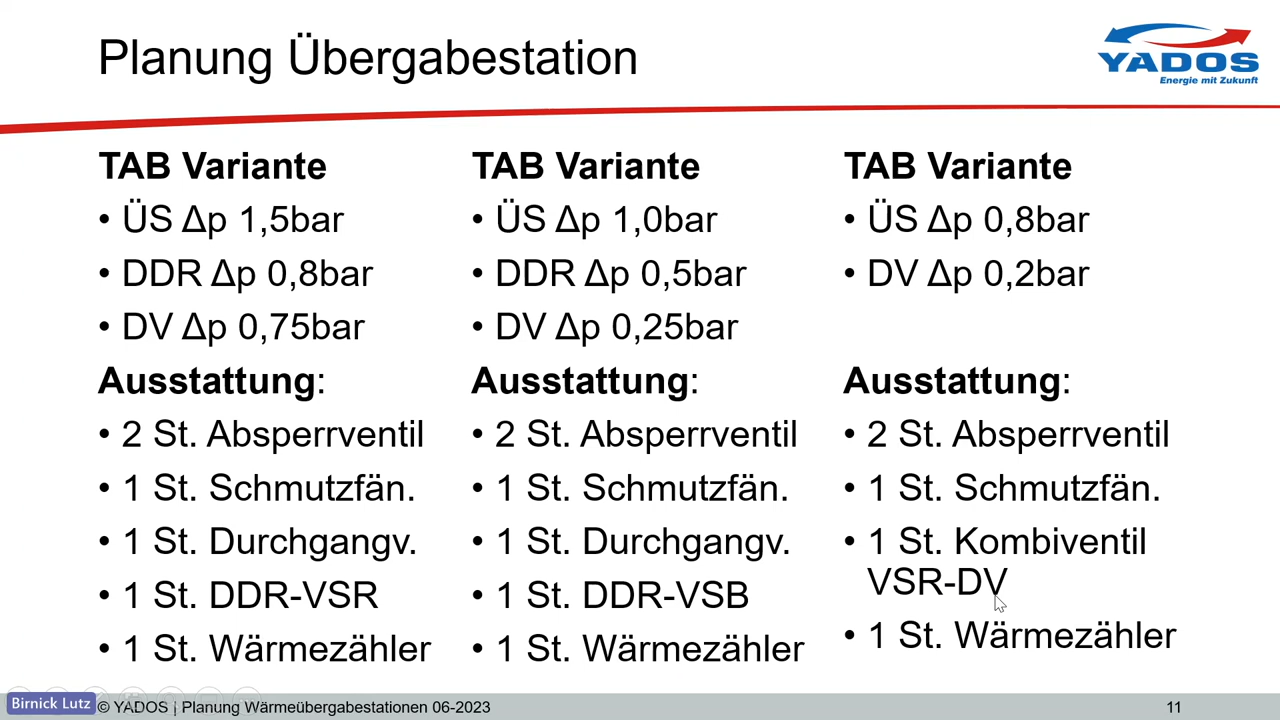 Planung Übergabestation
YADOS
Energie mit Zukunft
TAB Variante
• ÜS Δp 1,5bar
• DDR Δp 0,8bar
• DV Δp 0,75bar
Ausstattung:
• 2 St. Absperrventil
• 1 St. Schmutzfän.
• 1 St. Durchgangv.
• 1 St. DDR-VSR
• 1 St. Wärmezähler
TAB Variante
• ÜS Δp 1,0bar
• DDR Δp 0,5bar
• DV Δp 0,25bar
Ausstattung:
• 2 St. Absperrventil
• 1 St. Schmutzfän.
• 1 St. Durchgangv.
• 1 St. DDR-VSB
• 1 St. Wärmezähler
TAB Variante
• ÜS Δp 0,8bar
• DV Δp 0,2bar
Ausstattung:
• 2 St. Absperrventil
• 1 St. Schmutzfän.
• 1 St. Kombiventil
VSR-DV
• 1 St. Wärmezähler
Birnick Lutz
© YADOS | Planung Wärmeübergabestationen 06-2023
11